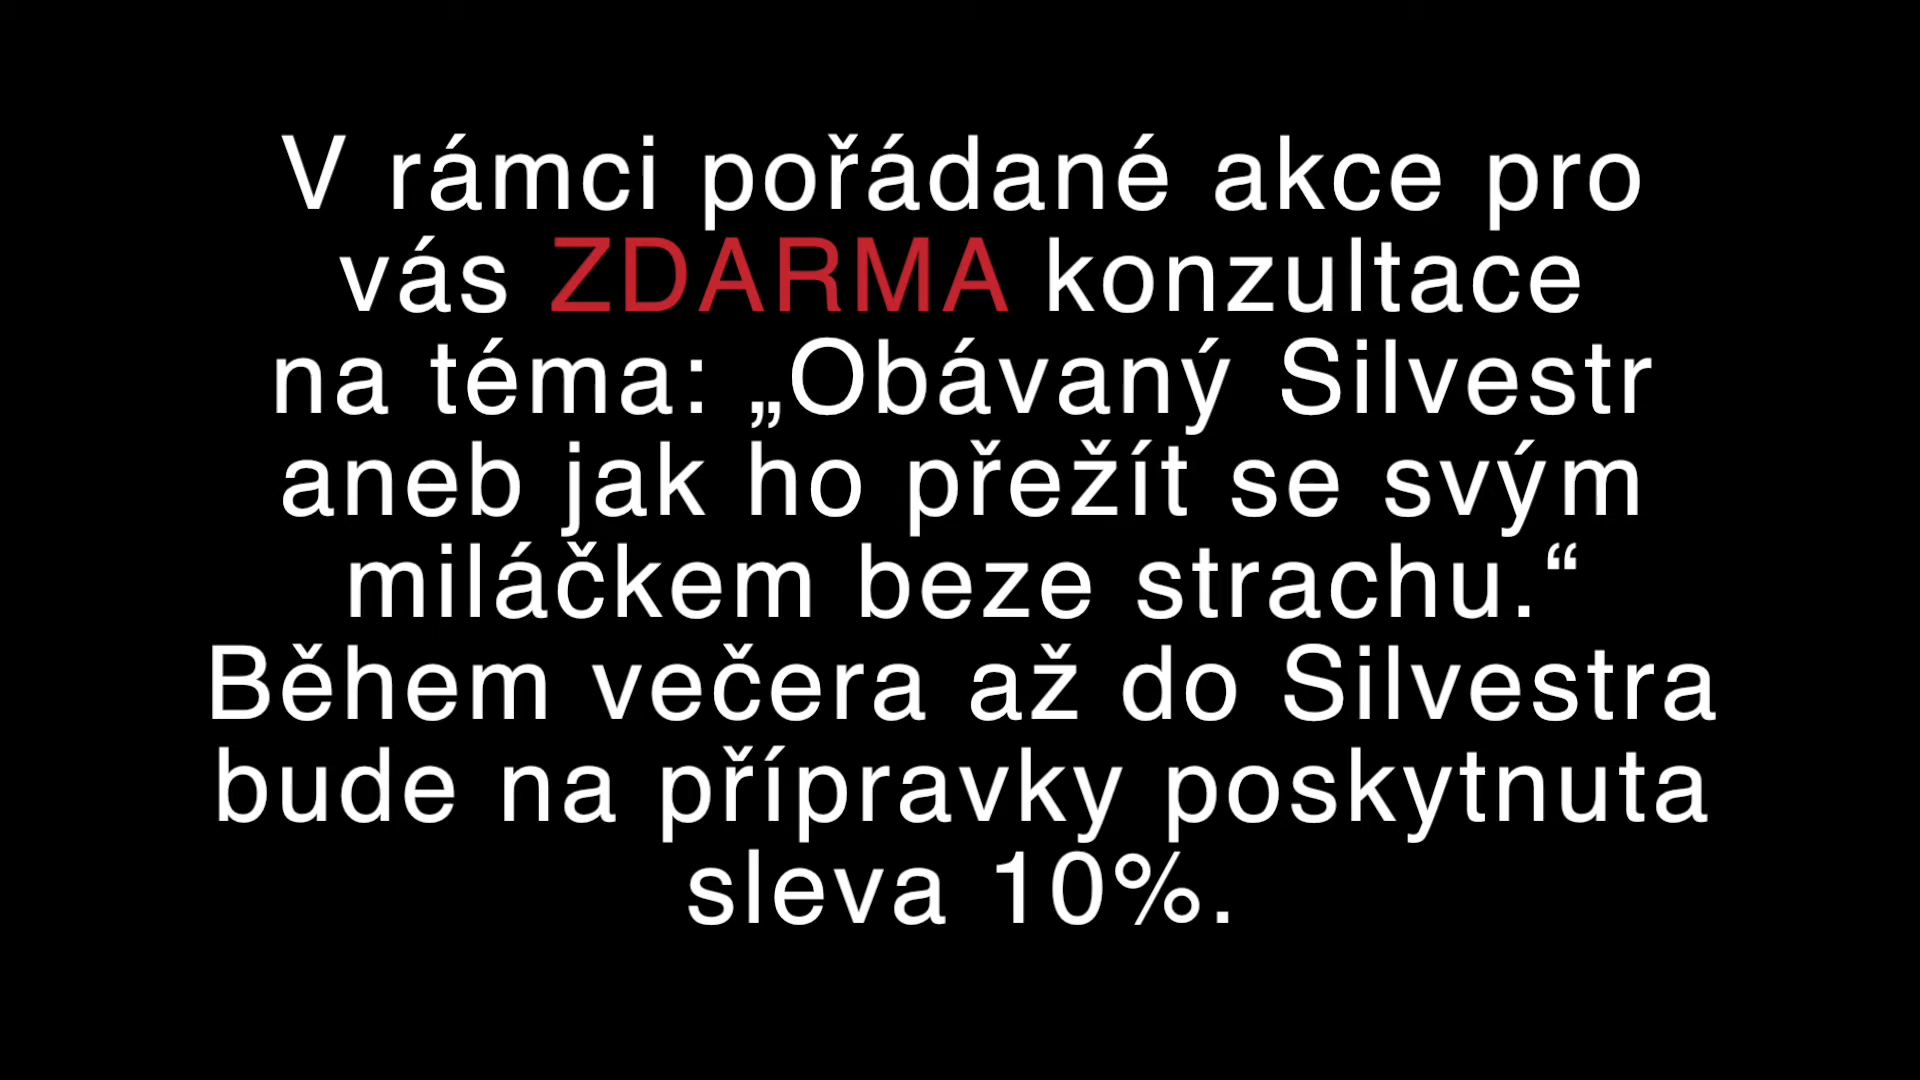 V rámci pořádané akce pro
vás ZDARMA konzultace
na téma: „Obávaný Silvestr
aneb jak ho přežít se svým
miláčkem beze strachu.“
Během večera až do Silvestra
bude na přípravky poskytnuta
sleva 10%.